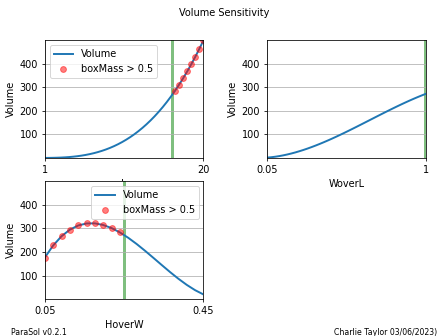 Volume Sensitivity
Volume
400
300
200
100
Volume
boxMass > 0.5
1
l
20
Volume
400
300
200
100
0.05
WoverL
1
Volume
400
300
200
100
Volume
boxMass > 0.5
0.05
HoverW
0.45
ParaSol v0.2.1
Charlie Taylor 03/06/2023)